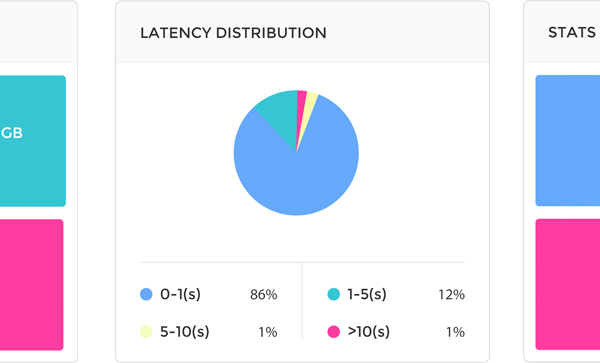 GB
LATENCY DISTRIBUTION
0-1(s) 86%
1-5(s) 12%
5-10(s) 1%
>10(s) 1%
STATS